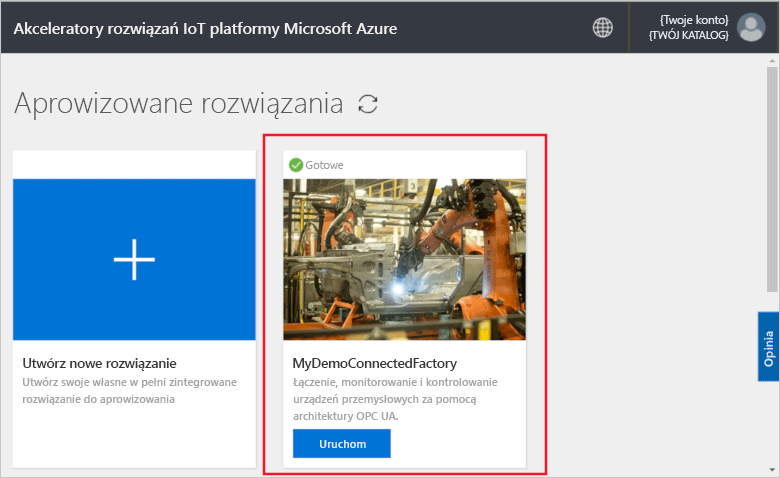 Akceleratory rozwiązań IoT platformy Microsoft Azure
{Twoje konto}
{TWÓJ KATALOG}
Aprowizowane rozwiązania
Gotowe
Utwórz nowe rozwiązanie
Utwórz swoje własne w pełni zintegrowane
rozwiązanie do aprowizowania
MyDemoConnectedFactory
Łączenie, monitorowanie i kontrolowanie
urządzeń przemysłowych za pomocą
architektury OPC UA.
Uruchom
Opinia